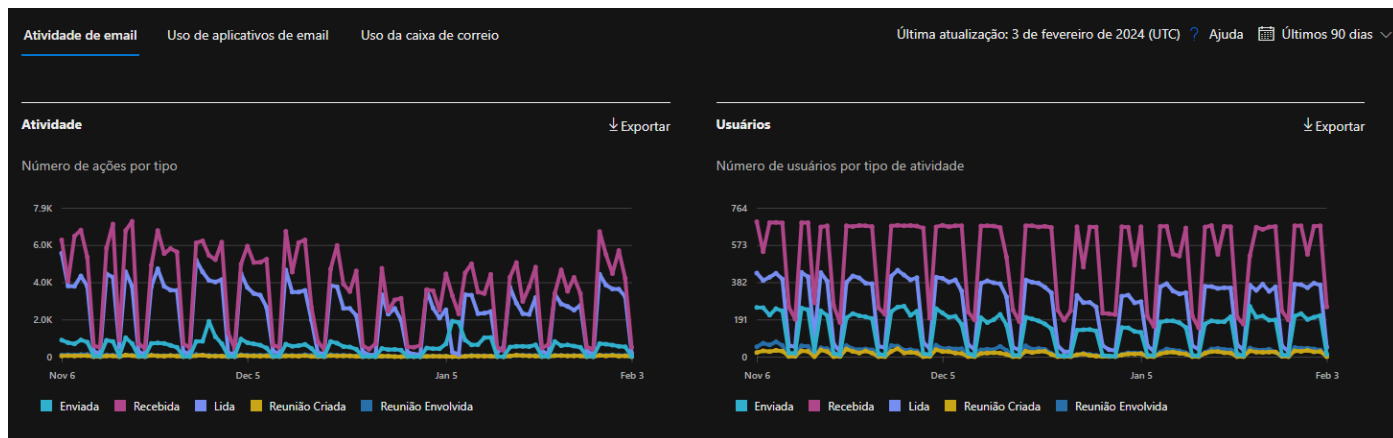 Atividade de email Uso de aplicativos de email Uso da caixa de correio Última atualização: 3 de fevereiro de 2024 (UTC) ? Ajuda Últimos 90 dias
Atividade Exportar
Número de ações por tipo
7.9K
6.0K
4.0K
2.0K
0
Nov 6 Dec 5 Jan 5 Feb 3
Enviada Recebida Lida Reunião Criada Reunião Envolvida
Usuários Exportar
Número de usuários por tipo de atividade
764
573
382
191
0
Nov 6 Dec 5 Jan 5 Feb 3
Enviada Recebida Lida Reunião Criada Reunião Envolvida